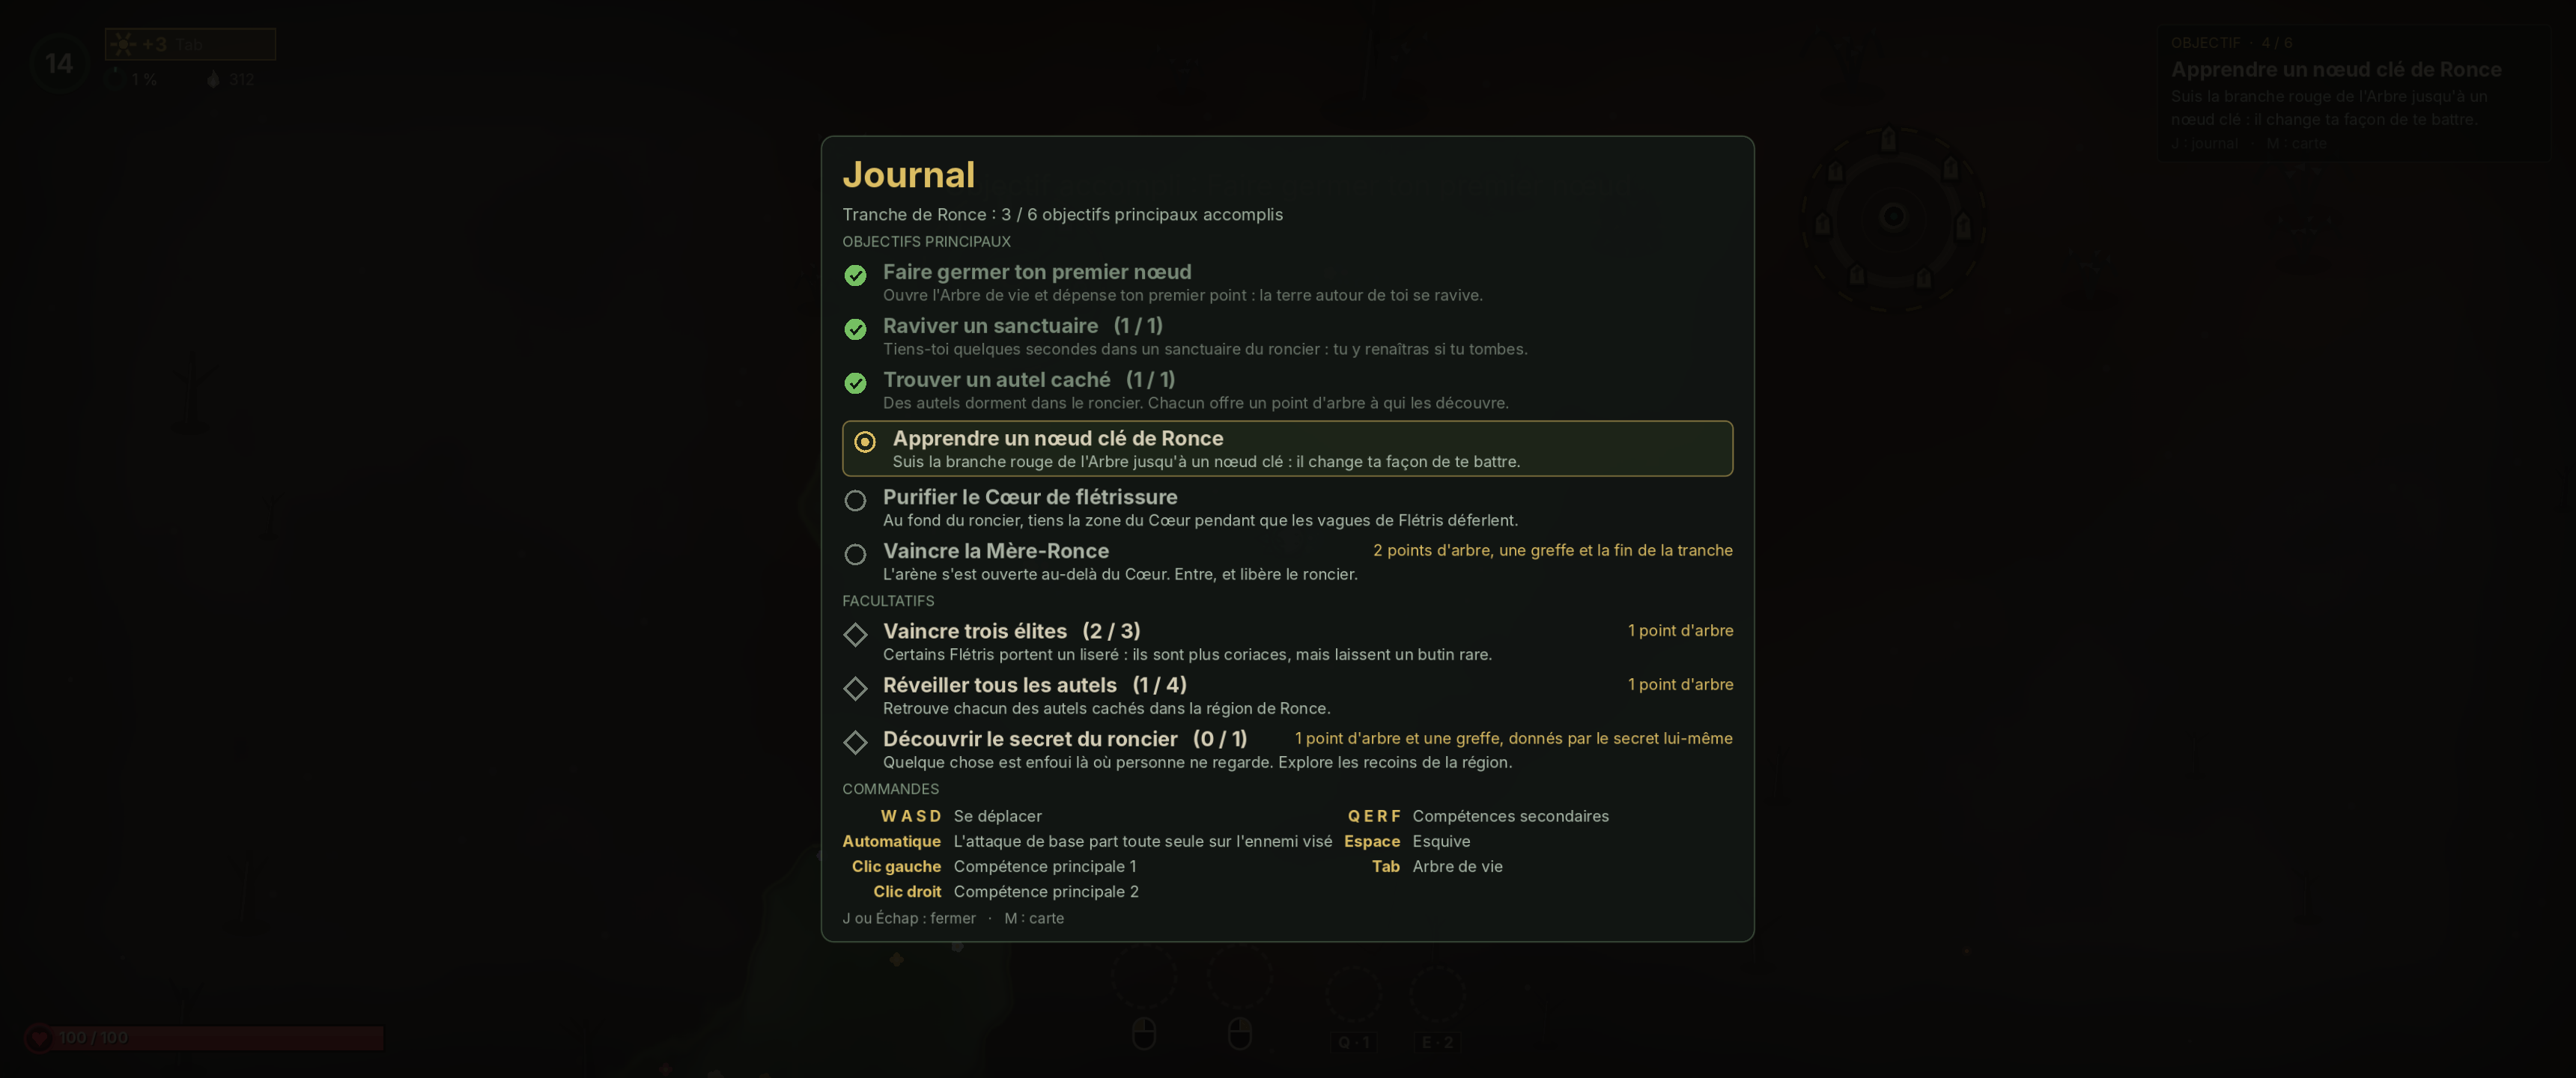 14
+3 Tab
1 %
312
OBJECTIF · 4 / 6
Apprendre un nœud clé de Ronce
Suis la branche rouge de l'Arbre jusqu'à un
nœud clé : il change ta façon de te battre.
J : journal · M : carte
Journal
accompli : Faire germer ton premier nœud
Tranche de Ronce : 3 / 6 objectifs principaux accomplis
OBJECTIFS PRINCIPAUX
Faire germer ton premier nœud
Ouvre l'Arbre de vie et dépense ton premier point : la terre autour de toi se ravive.
Raviver un sanctuaire (1 / 1)
Tiens-toi quelques secondes dans un sanctuaire du roncier : tu y renaîtras si tu tombes.
Trouver un autel caché (1 / 1)
Des autels dorment dans le roncier. Chacun offre un point d'arbre à qui les découvre.
Apprendre un nœud clé de Ronce
Suis la branche rouge de l'Arbre jusqu'à un nœud clé : il change ta façon de te battre.
Purifier le Cœur de flétrissure
Au fond du roncier, tiens la zone du Cœur pendant que les vagues de Flétris déferlent.
Vaincre la Mère-Ronce 2 points d'arbre, une greffe et la fin de la tranche
L'arène s'est ouverte au-delà du Cœur. Entre, et libère le roncier.
FACULTATIFS
Vaincre trois élites (2 / 3) 1 point d'arbre
Certains Flétris portent un liseré : ils sont plus coriaces, mais laissent un butin rare.
Réveiller tous les autels (1 / 4) 1 point d'arbre
Retrouve chacun des autels cachés dans la région de Ronce.
Découvrir le secret du roncier (0 / 1) 1 point d'arbre et une greffe, donnés par le secret lui-même
Quelque chose est enfoui là où personne ne regarde. Explore les recoins de la région.
COMMANDES
W A S D Se déplacer Q E R F Compétences secondaires
Automatique L'attaque de base part toute seule sur l'ennemi visé Espace Esquive
Clic gauche Compétence principale 1 Tab Arbre de vie
Clic droit Compétence principale 2
J ou Échap : fermer · M : carte
100 / 100
Q · 1
E · 2